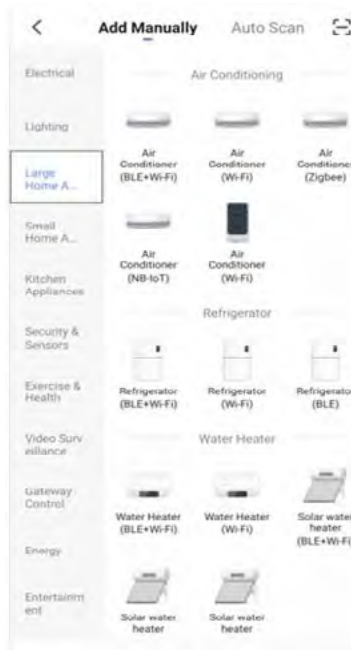 Add Manually Auto Scan
Electrical
Lighting
Large
Home A...
Small
Home A...
Kitchen
Appliances
Security &
Sensors
Exercise &
Health
Video Surv
eillance
Gateway
Control
Energy
Entertainm
ent
Air Conditioning
Air
Conditioner
(BLE+Wi-Fi)
Air
Conditioner
(Wi-Fi)
Air
Conditioner
(Zigbee)
Air
Conditioner
(NB-IoT)
Air
Conditioner
(Wi-Fi)
Refrigerator
Refrigerator
(BLE+Wi-Fi)
Refrigerator
(Wi-Fi)
Refrigerator
(BLE)
Water Heater
Water Heater
(BLE+Wi-Fi)
Water Heater
(Wi-Fi)
Solar water
heater
(BLE+Wi-Fi
Solar water
heater
Solar water
heater